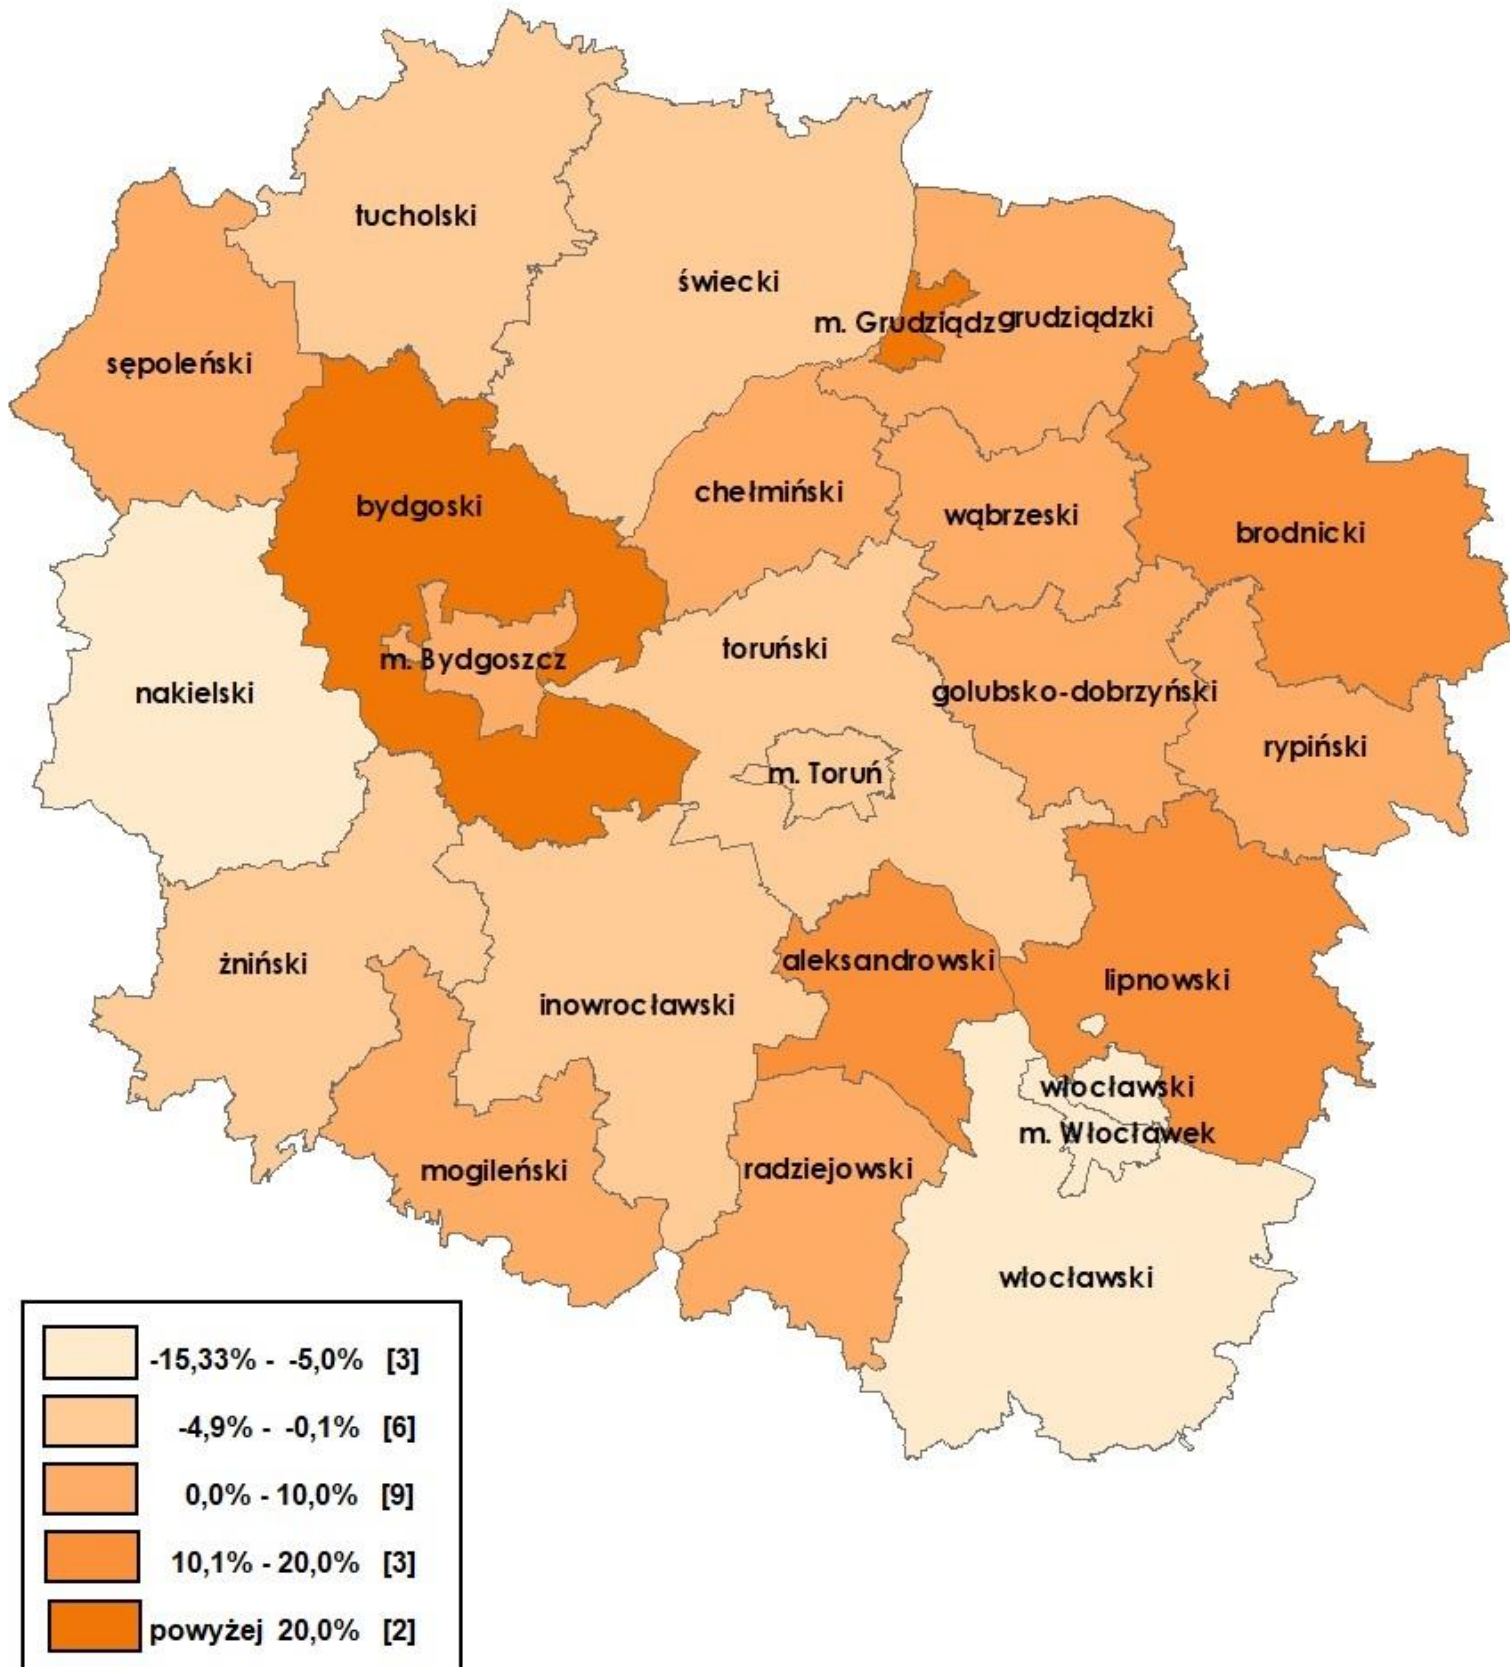 tucholski
świecki
m. Grudziądz
grudziądzki
sępoleński
chełmiński
bydgoski
wąbrzeski
brodnicki
toruński
m. Bydgoszcz
nakielski
golubsko-dobrzyński
rypiński
m. Toruń
żniński
aleksandrowski
lipnowski
inowrocławski
włocławski
m. Włocławek
mogileński
radziejowski
włocławski
-15,33% - -5,0% [3]
-4,9% - -0,1% [6]
0,0% - 10,0% [9]
10,1% - 20,0% [3]
powyżej 20,0% [2]